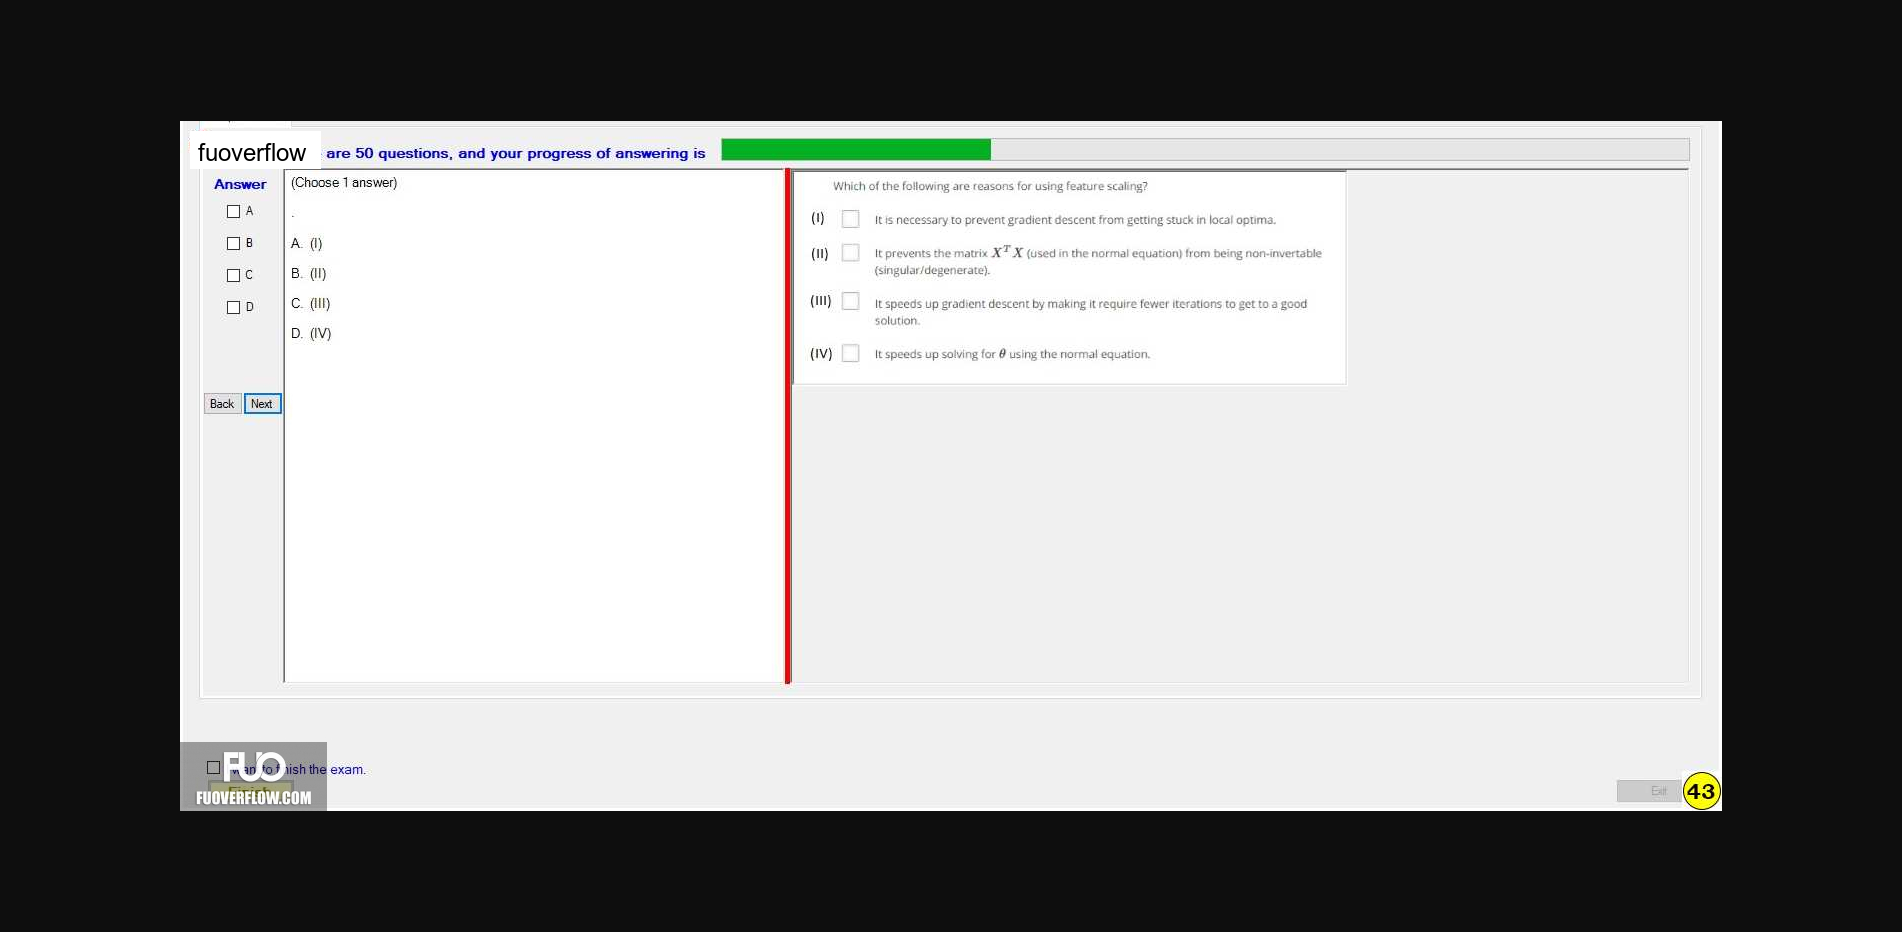 fuoverflow are 50 questions, and your progress of answering is
Answer
A
B
C
D
Back Next
(Choose 1 answer)
.
A. (I)
B. (II)
C. (III)
D. (IV)
Which of the following are reasons for using feature scaling?
(I) It is necessary to prevent gradient descent from getting stuck in local optima.
(II) It prevents the matrix X^T X (used in the normal equation) from being non-invertable
(singular/degenerate).
(III) It speeds up gradient descent by making it require fewer iterations to get to a good
solution.
(IV) It speeds up solving for θ using the normal equation.
FUO
want to finish the exam.
Finish
FUOVERFLOW.COM
Exit
43